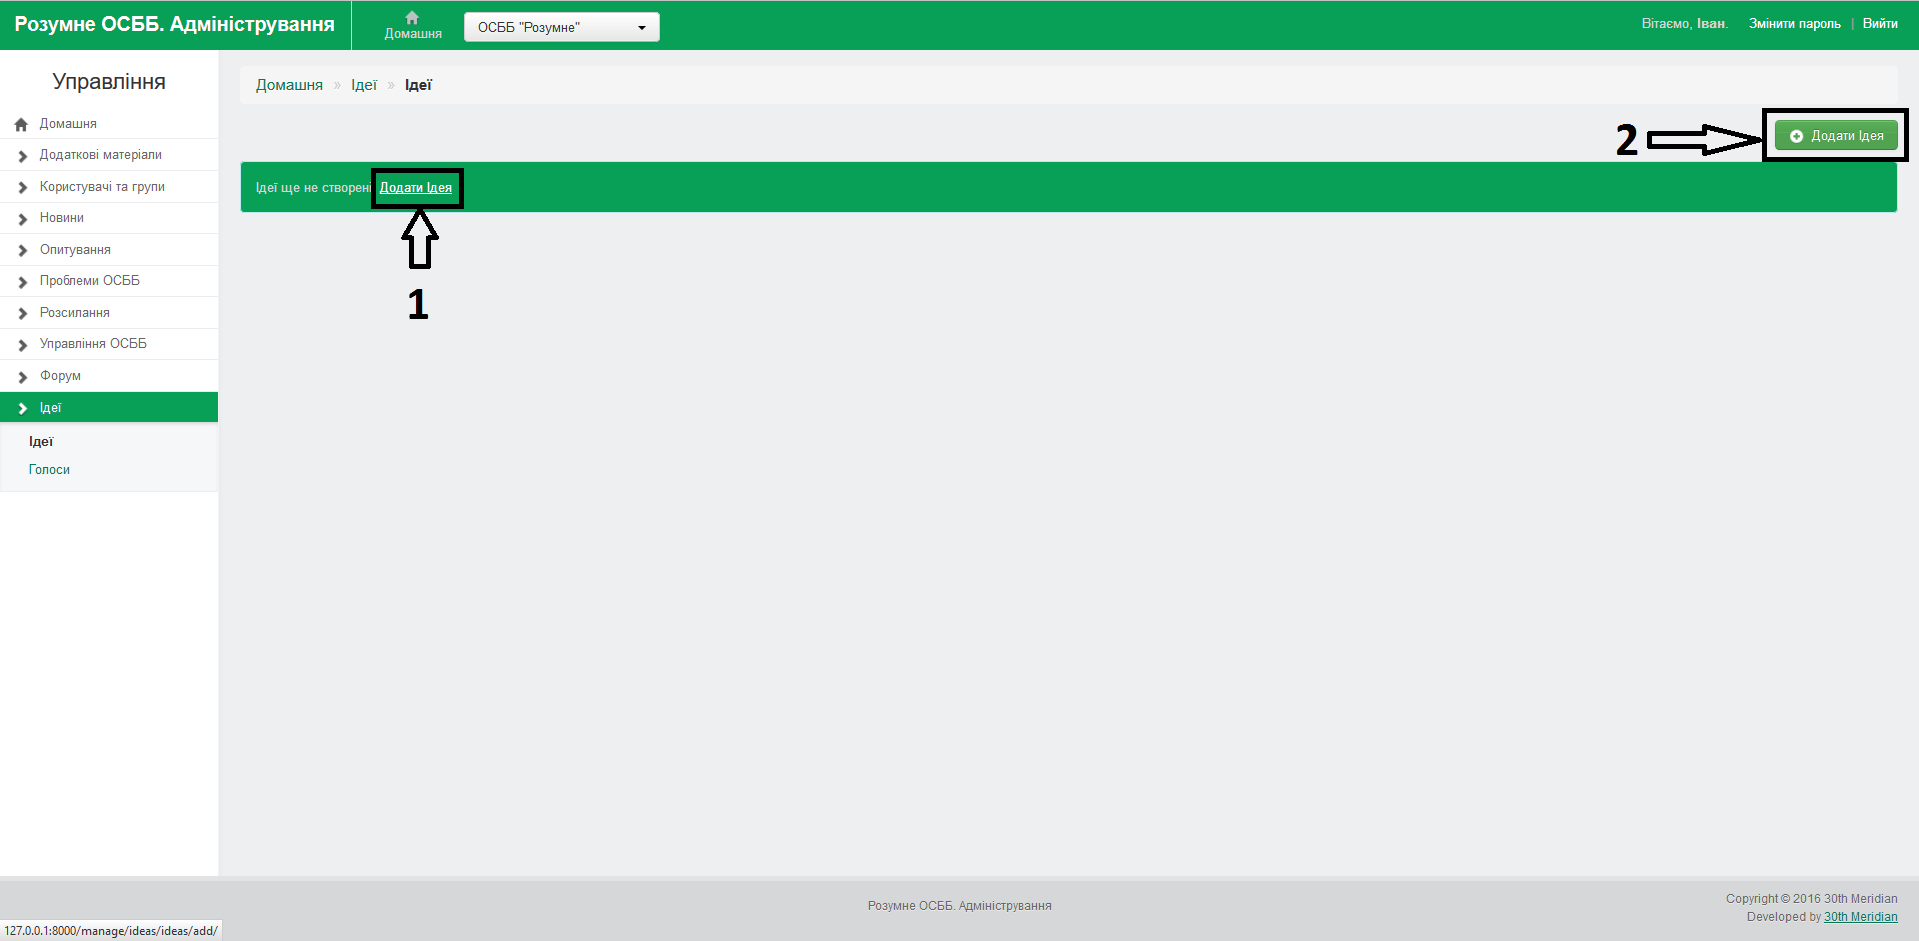 Розумне ОСББ. Адміністрування
Домашня
ОСББ "Розумне"
Вітаємо, Іван. Змінити пароль | Вийти
Управління
Домашня
Додаткові матеріали
Користувачі та групи
Новини
Опитування
Проблеми ОСББ
Розсилання
Управління ОСББ
Форум
Ідеї
Ідеї
Голоси
Домашня » Ідеї » Ідеї
2
Додати Ідея
Ідеї ще не створені Додати Ідея
1
Розумне ОСББ. Адміністрування
Copyright © 2016 30th Meridian
Developed by 30th Meridian
127.0.0.1:8000/manage/ideas/ideas/add/